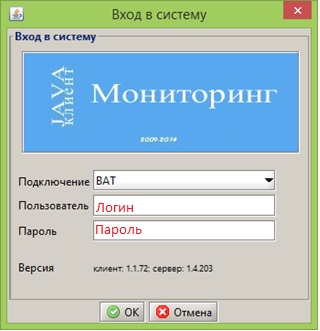 Вход в систему
Вход в систему
JAVA
клиент
Мониторинг
2009-2014
Подключение BAT
Пользователь Логин
Пароль Пароль
Версия клиент: 1.1.72; сервер: 1.4.203
OK Отмена